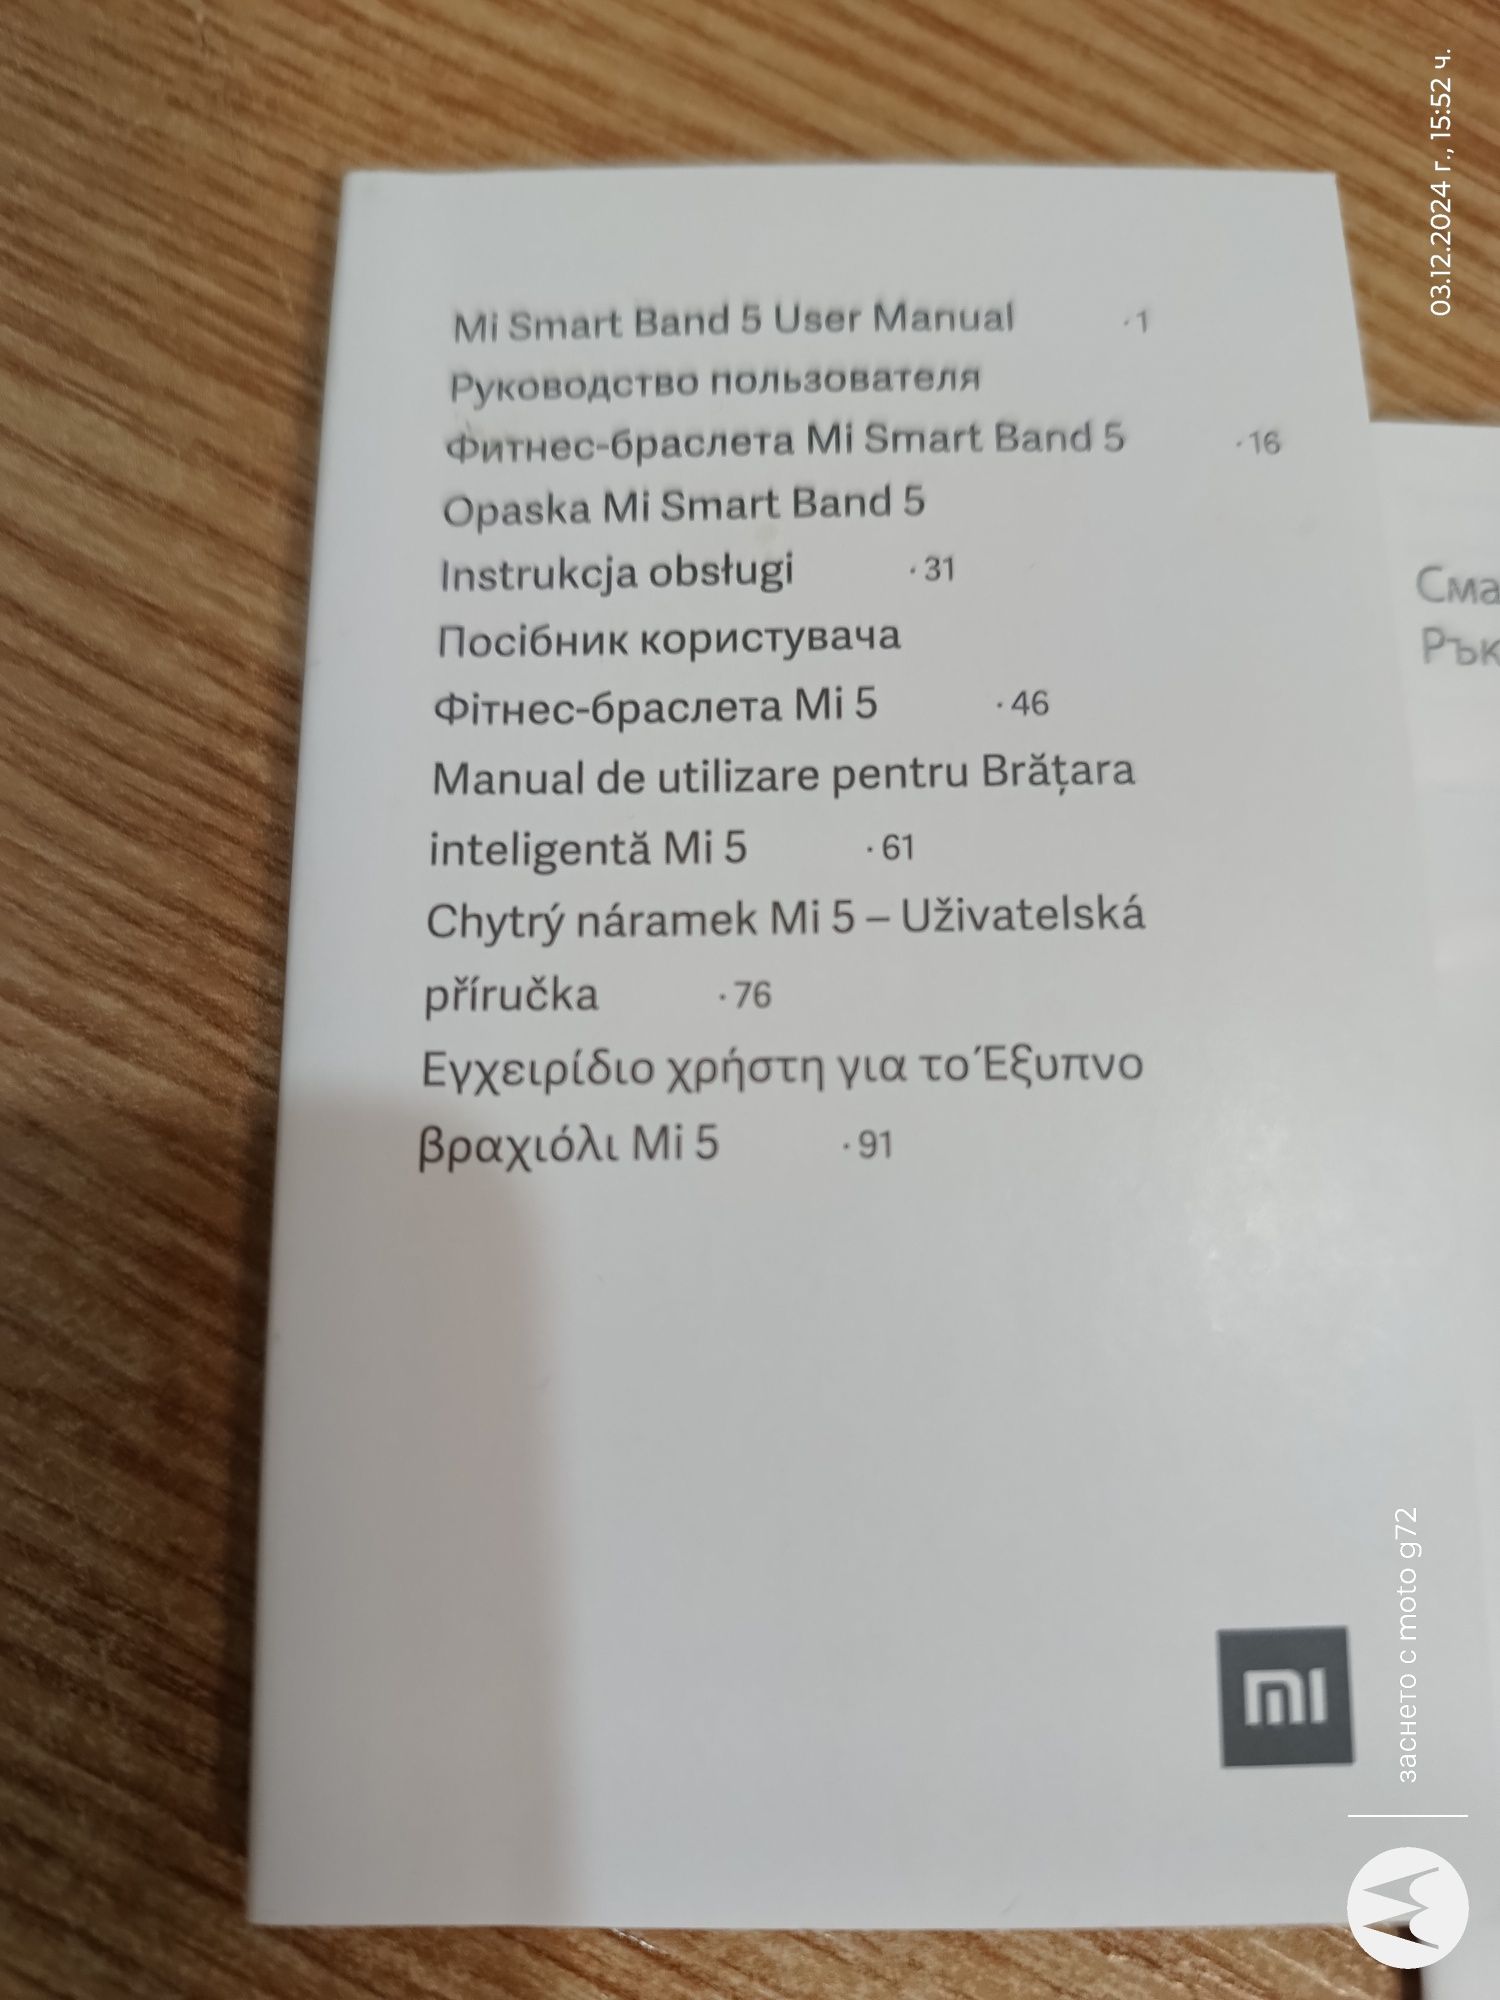 Mi Smart Band 5 User Manual · 1
Руководство пользователя
Фитнес-браслета Mi Smart Band 5 · 16
Opaska Mi Smart Band 5
Instrukcja obsługi · 31
Посібник користувача
Фітнес-браслета Mi 5 · 46
Manual de utilizare pentru Brățara
inteligentă Mi 5 · 61
Chytrý náramek Mi 5 – Uživatelská
příručka · 76
Εγχειρίδιο χρήστη για το Έξυπνο
βραχιόλι Mi 5 · 91
mi
03.12.2024 г., 15:52 ч.
заснето с moto g72